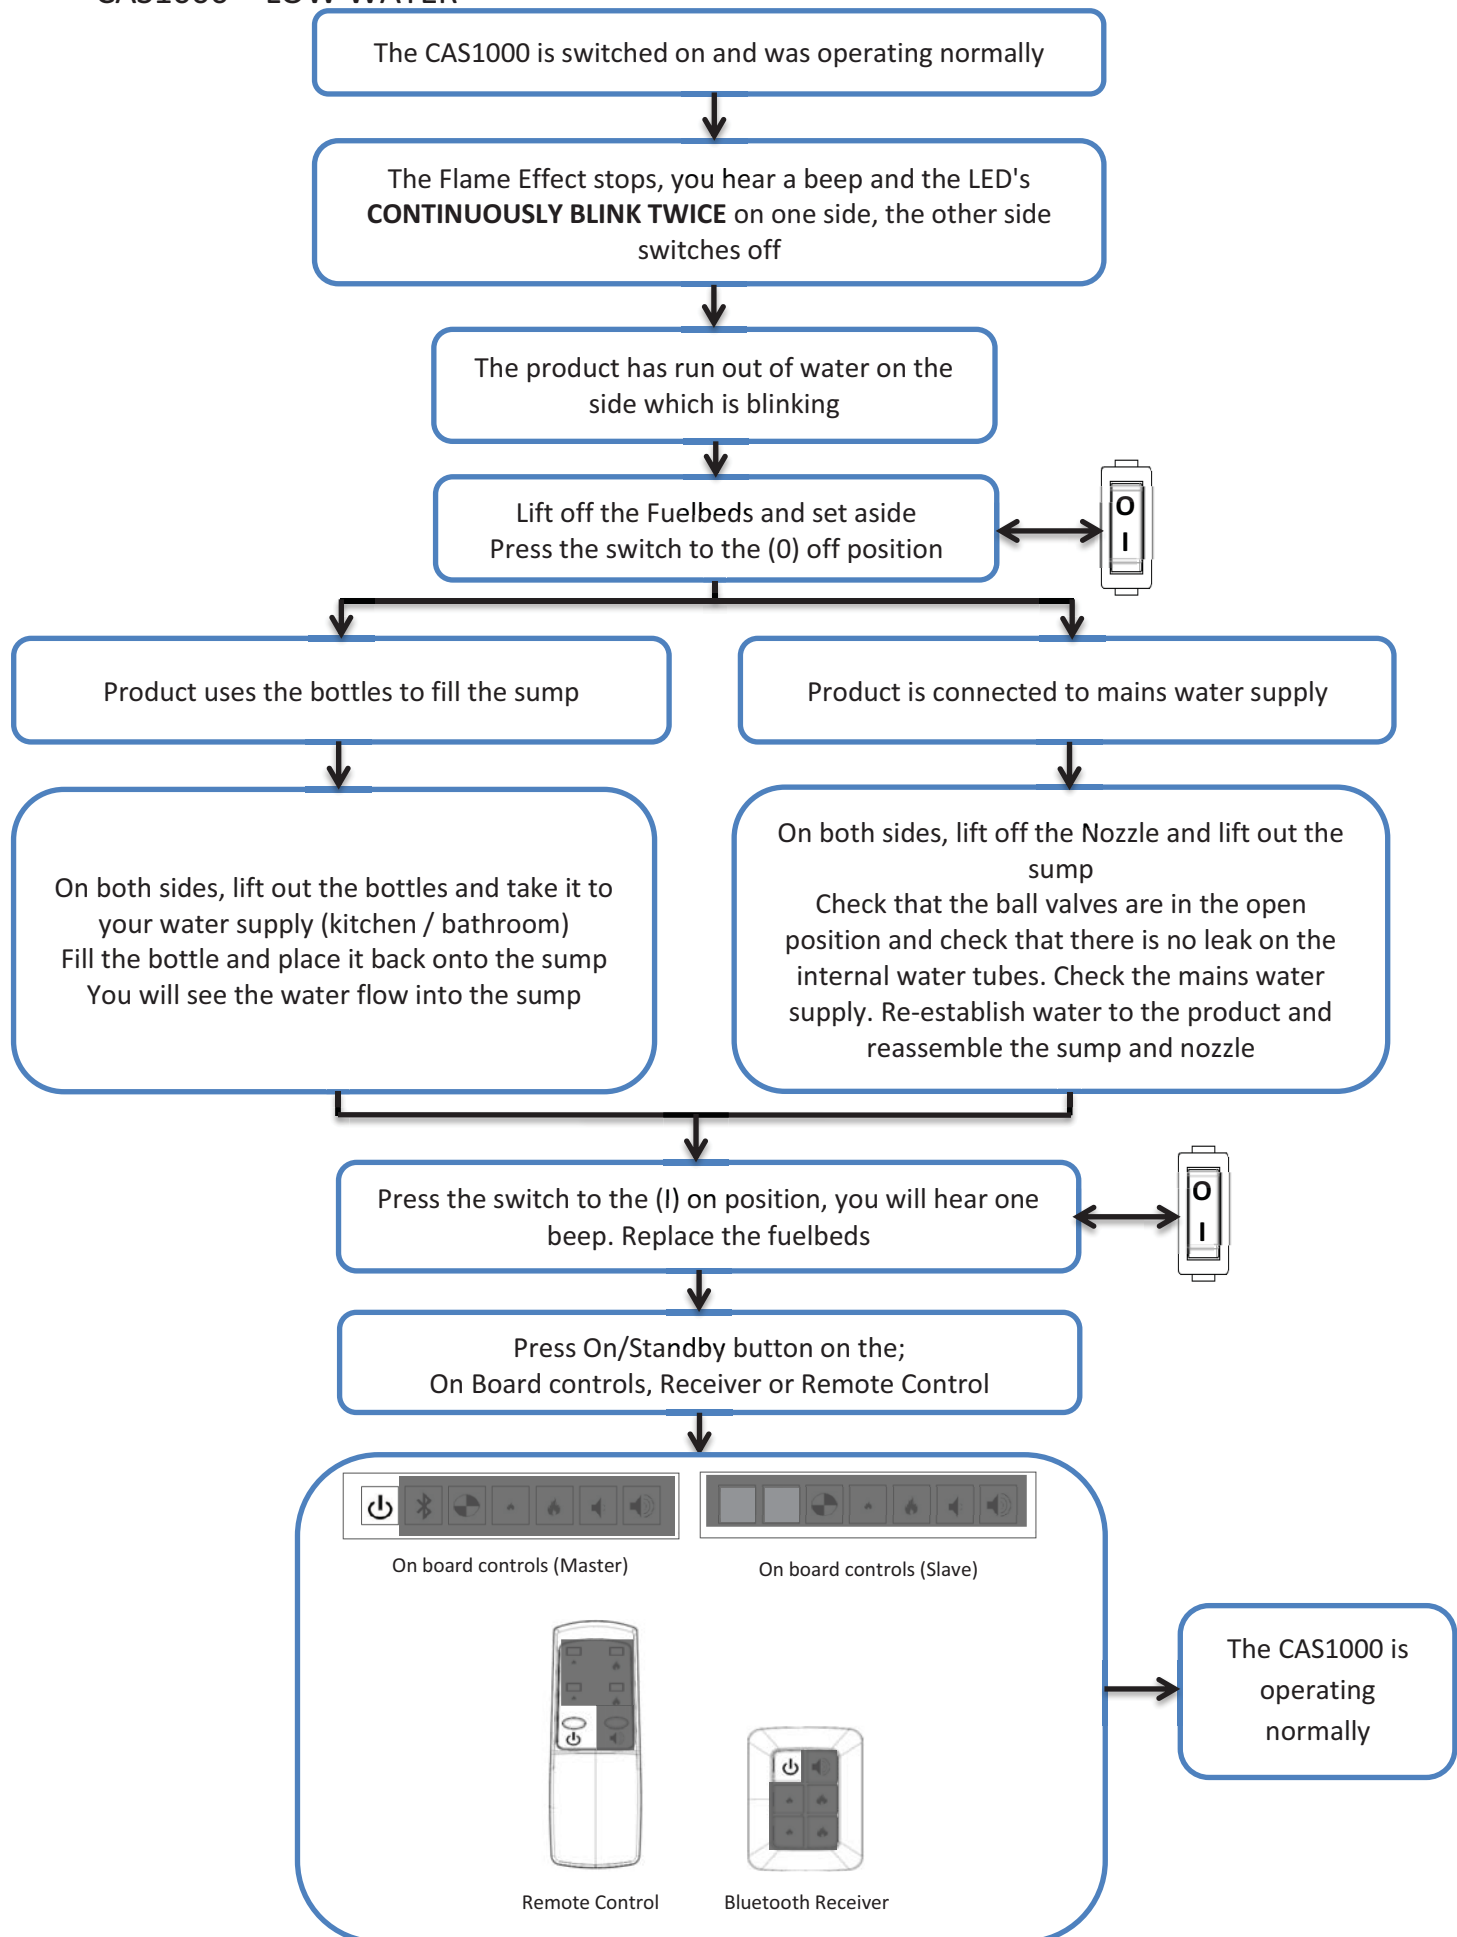 CAS1000 – LOW WATER
The CAS1000 is switched on and was operating normally
The Flame Effect stops, you hear a beep and the LED's
CONTINUOUSLY BLINK TWICE on one side, the other side
switches off
The product has run out of water on the
side which is blinking
Lift off the Fuelbeds and set aside
Press the switch to the (0) off position
O
I
Product uses the bottles to fill the sump
Product is connected to mains water supply
On both sides, lift out the bottles and take it to
your water supply (kitchen / bathroom)
Fill the bottle and place it back onto the sump
You will see the water flow into the sump
On both sides, lift off the Nozzle and lift out the
sump
Check that the ball valves are in the open
position and check that there is no leak on the
internal water tubes. Check the mains water
supply. Re-establish water to the product and
reassemble the sump and nozzle
Press the switch to the (I) on position, you will hear one
beep. Replace the fuelbeds
O
I
Press On/Standby button on the;
On Board controls, Receiver or Remote Control
On board controls (Master)
On board controls (Slave)
The CAS1000 is
operating
normally
Remote Control
Bluetooth Receiver